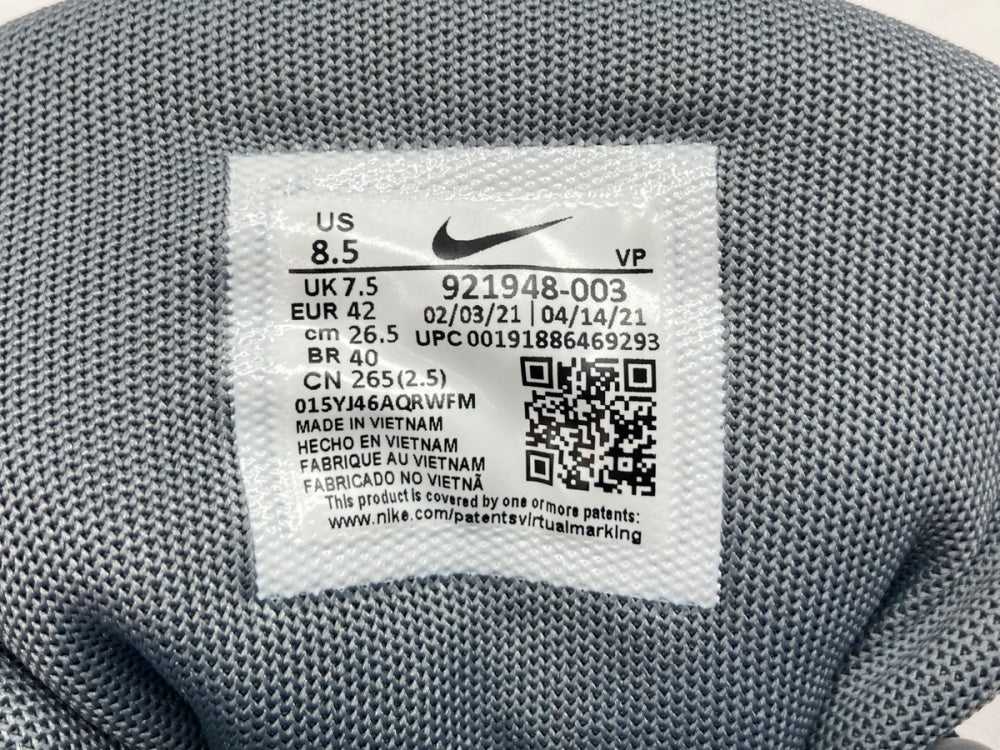 US
8.5
VP
UK 7.5
921948-003
EUR 42
02/03/21 | 04/14/21
cm 26.5
UPC 00191886469293
BR 40
CN 265(2.5)
015YJ46AQRWFM
MADE IN VIETNAM
HECHO EN VIETNAM
FABRIQUE AU VIETNAM
FABRICADO NO VIETNÃ
This product is covered by one or more patents:
www.nike.com/patentsvirtualmarking